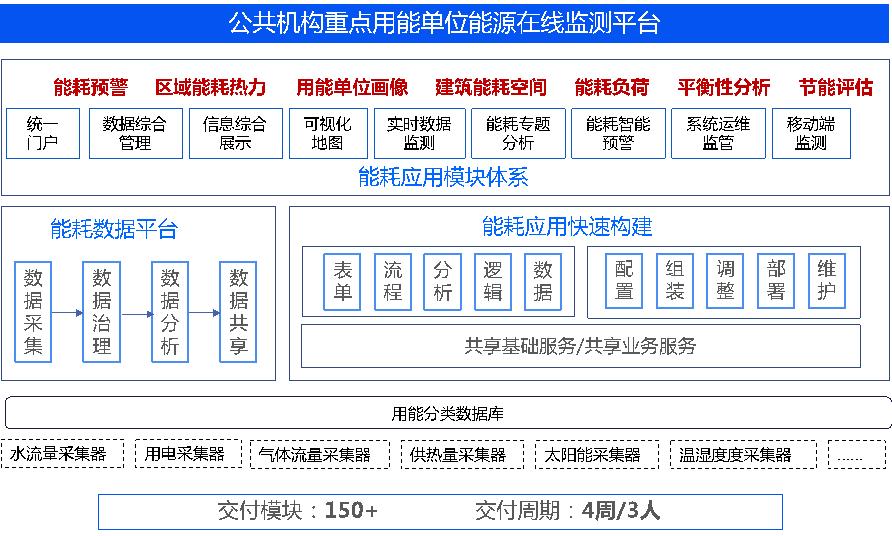 公共机构重点用能单位能源在线监测平台
能耗预警 区域能耗热力 用能单位画像 建筑能耗空间 能耗负荷 平衡性分析 节能评估
统一
门户
数据综合
管理
信息综合
展示
可视化
地图
实时数据
监测
能耗专题
分析
能耗智能
预警
系统运维
监管
移动端
监测
能耗应用模块体系
能耗数据平台
数据采集
数据治理
数据分析
数据共享
能耗应用快速构建
表单
流程
分析
逻辑
数据
配置
组装
调整
部署
维护
共享基础服务/共享业务服务
用能分类数据库
水流量采集器
用电采集器
气体流量采集器
供热量采集器
太阳能采集器
温湿度度采集器
......
交付模块：150+ 交付周期：4周/3人